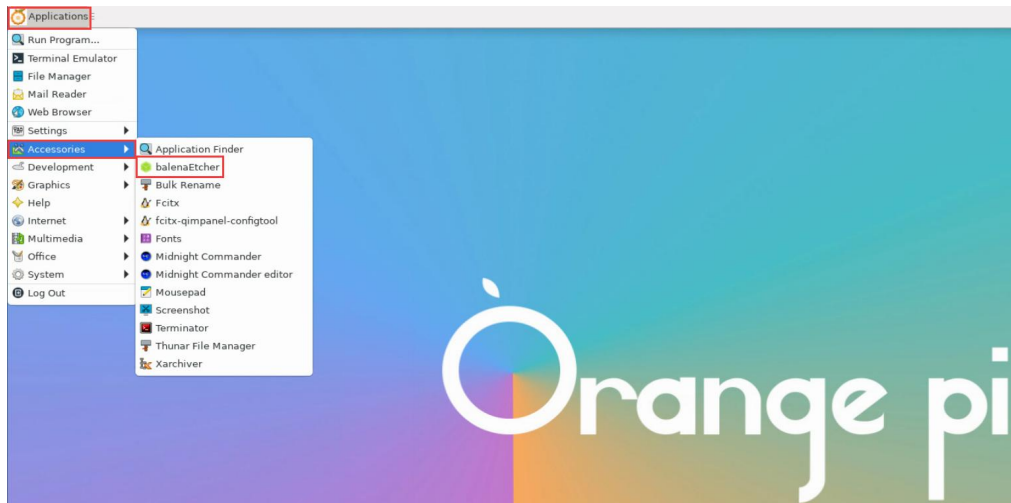 Applications
Run Program...
Terminal Emulator
File Manager
Mail Reader
Web Browser
Settings
Accessories
Development
Graphics
Help
Internet
Multimedia
Office
System
Log Out
Application Finder
balenaEtcher
Bulk Rename
Fcitx
fcitx-qimpanel-configtool
Fonts
Midnight Commander
Midnight Commander editor
Mousepad
Screenshot
Terminator
Thunar File Manager
Xarchiver
Orange pi